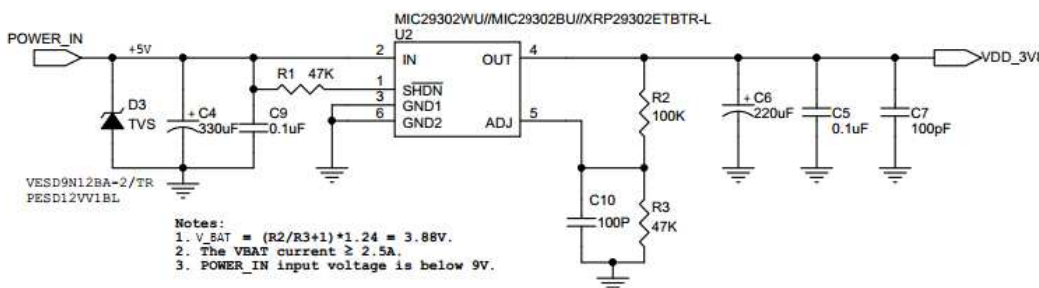 MIC29302WU//MIC29302BU//XRP29302ETBTR-L
U2
POWER_IN
+5V
2
IN
OUT
4
VDD_3V8
R1 47K
1
SHDN
3
GND1
6
GND2
ADJ
5
D3
TVS
+
C4
330uF
C9
0.1uF
R2
100K
+
C6
220uF
C5
0.1uF
C7
100pF
VESD9N12BA-2/TR
PESD12VV1BL
C10
100P
R3
47K
Notes:
1. V_BAT = (R2/R3+1)*1.24 = 3.88V.
2. The VBAT current ≥ 2.5A.
3. POWER_IN input voltage is below 9V.